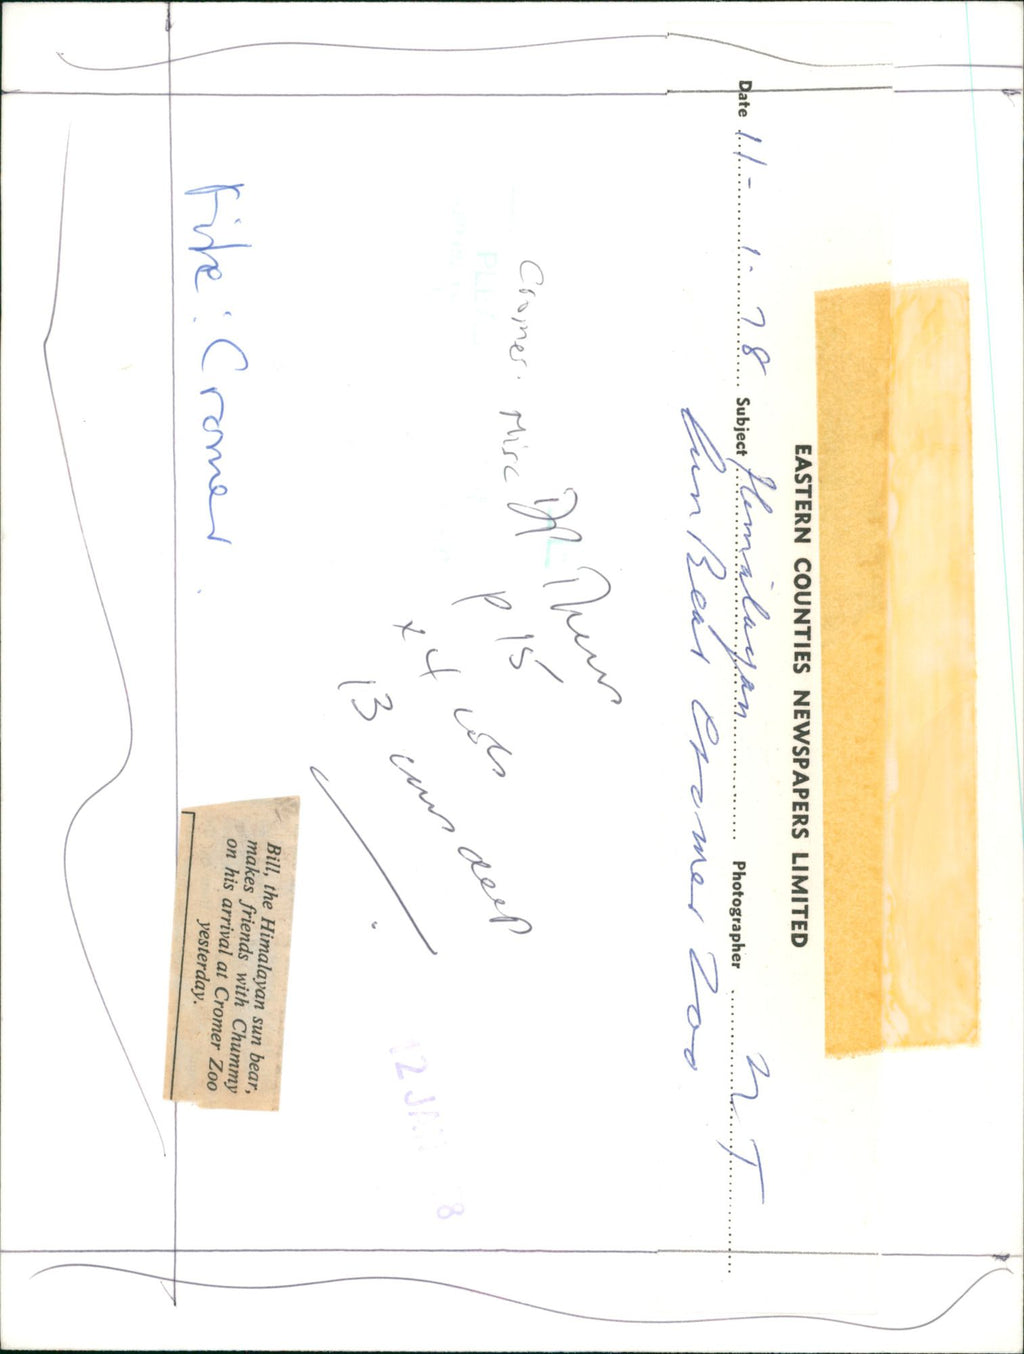 EASTERN COUNTIES NEWSPAPERS LIMITED
Date 11-1-78 Subject Himalayan Photographer
Sun Bear Cromer Zoo
Cromer. Misc
News
p 15
x 4 cols
13 cms deep
12 JAN 8
File: Cromer
Bill, the Himalayan sun bear,
makes friends with Chummy
on his arrival at Cromer Zoo
yesterday.